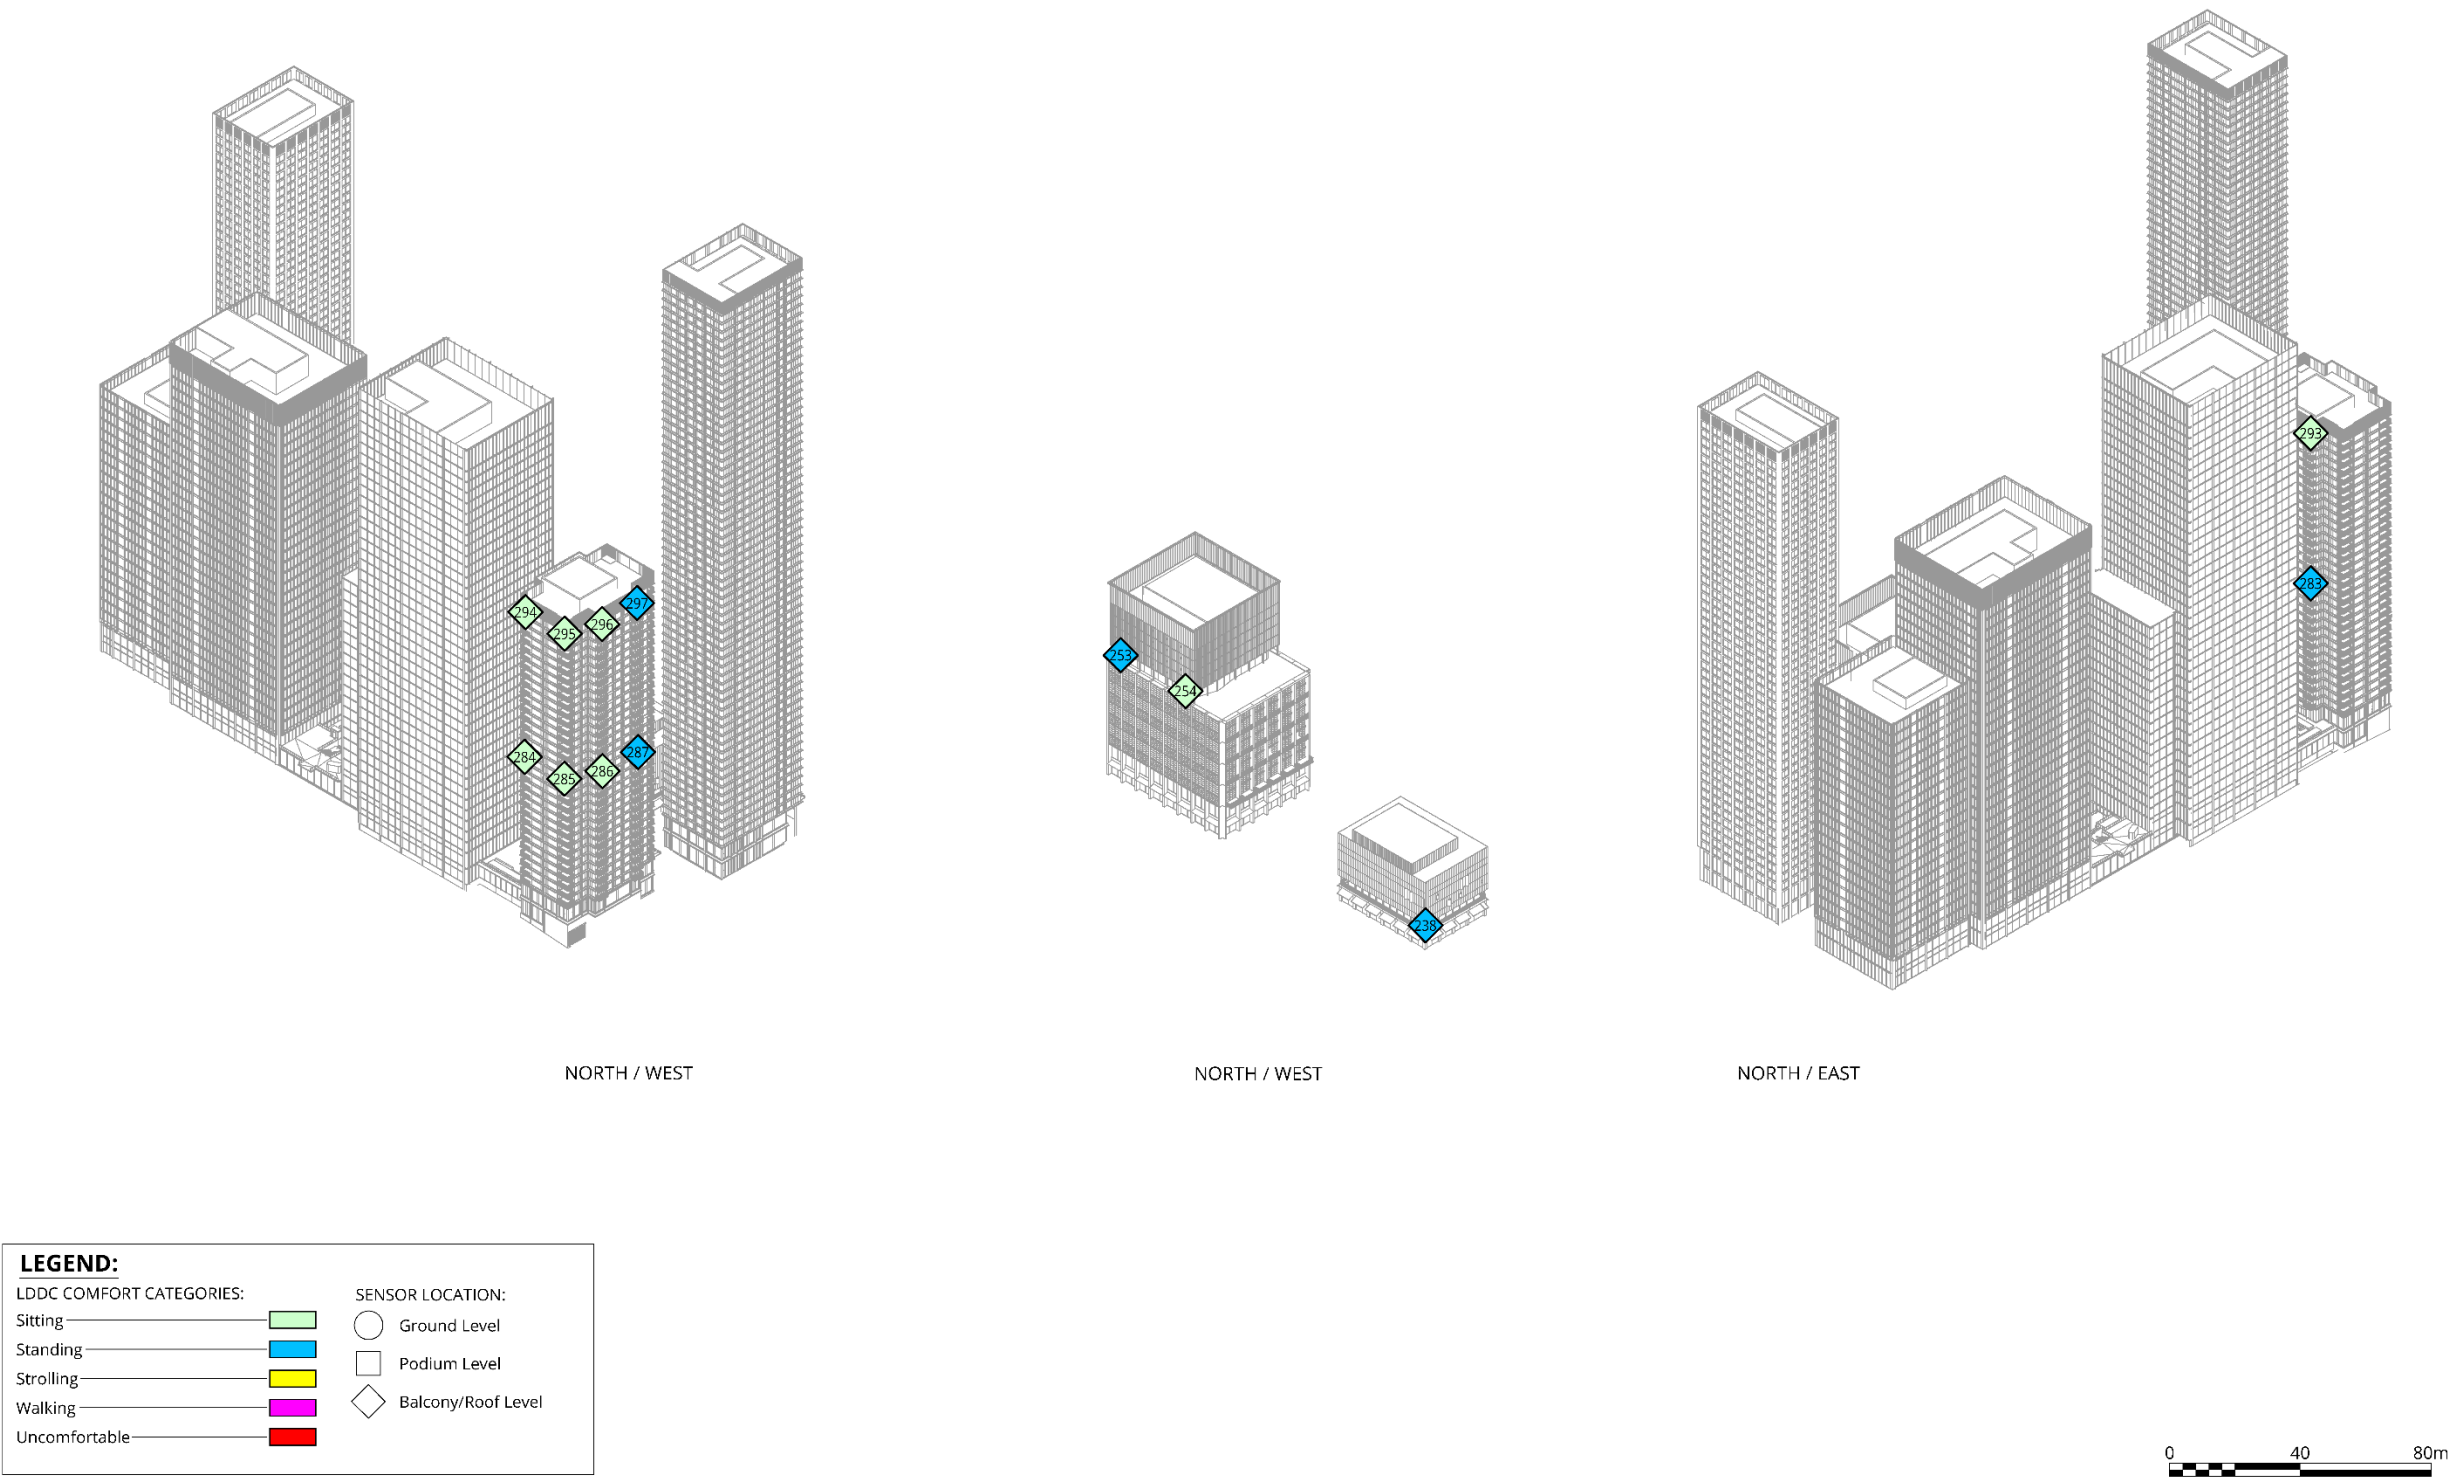 293
283
294
295
296
297
284
285
286
287
253
254
238
NORTH / WEST
NORTH / WEST
NORTH / EAST
LEGEND:
LDDC COMFORT CATEGORIES:
Sitting
Standing
Strolling
Walking
Uncomfortable
SENSOR LOCATION:
Ground Level
Podium Level
Balcony/Roof Level
0 40 80m